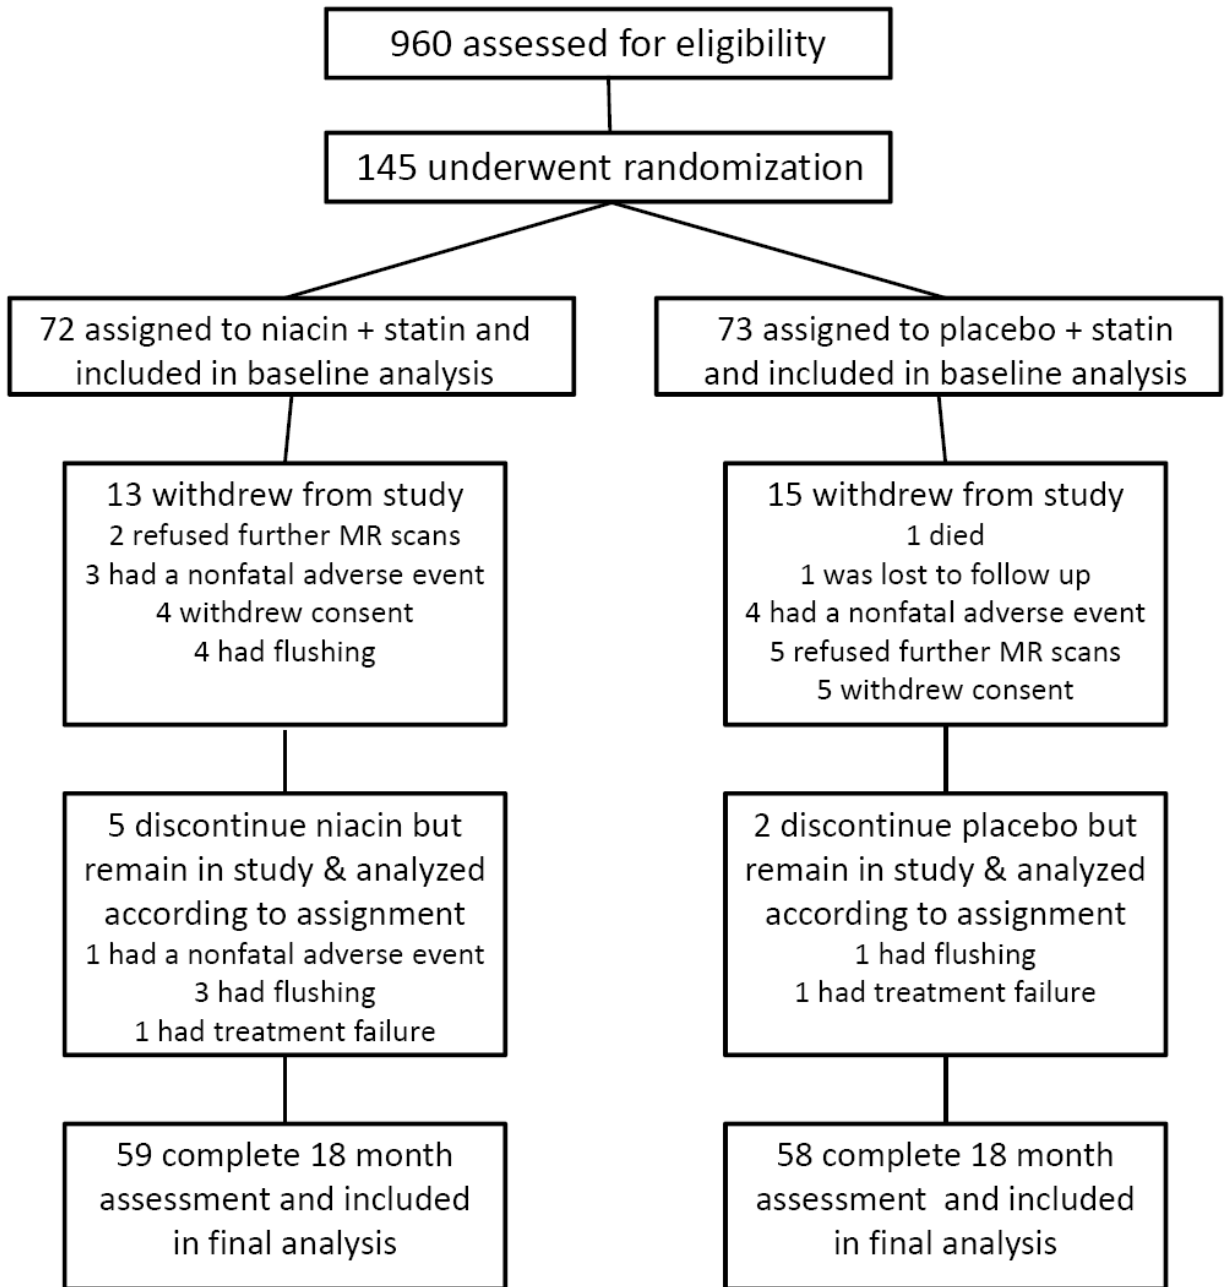 960 assessed for eligibility
145 underwent randomization
72 assigned to niacin + statin and
included in baseline analysis
73 assigned to placebo + statin
and included in baseline analysis
13 withdrew from study
2 refused further MR scans
3 had a nonfatal adverse event
4 withdrew consent
4 had flushing
15 withdrew from study
1 died
1 was lost to follow up
4 had a nonfatal adverse event
5 refused further MR scans
5 withdrew consent
5 discontinue niacin but
remain in study & analyzed
according to assignment
1 had a nonfatal adverse event
3 had flushing
1 had treatment failure
2 discontinue placebo but
remain in study & analyzed
according to assignment
1 had flushing
1 had treatment failure
59 complete 18 month
assessment and included
in final analysis
58 complete 18 month
assessment  and included
in final analysis